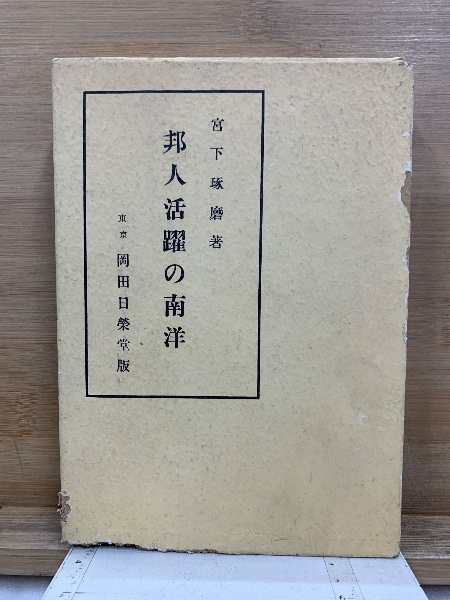 宮下琢磨著
邦人活躍の南洋
東京 岡田日榮堂版